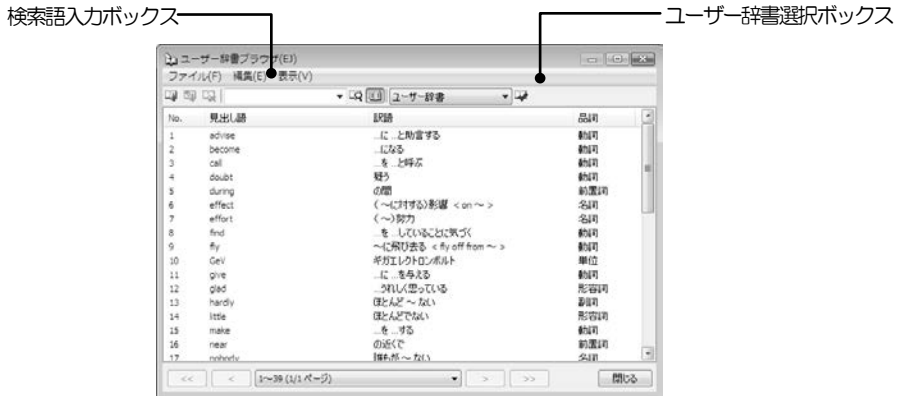 検索語入力ボックス
ユーザー辞書選択ボックス
ユーザー辞書ブラウザ(EJ)
ファイル(F) 編集(E) 表示(V)
ユーザー辞書
No. 見出し語 訳語 品詞
1 advise …に…と助言する 動詞
2 become …になる 動詞
3 call …を…と呼ぶ 動詞
4 doubt 疑う 動詞
5 during の間 前置詞
6 effect (~に対する)影響 < on ~ > 名詞
7 effort (~)努力 名詞
8 find …を…していることに気づく 動詞
9 fly ~に飛び去る < fly off from ~ > 動詞
10 GeV ギガエレクトロンボルト 単位
11 give …に…を与える 動詞
12 glad …うれしく思っている 形容詞
13 hardly ほとんど ~ ない 副詞
14 little ほとんどでない 形容詞
15 make …を…する 動詞
16 near の近くで 前置詞
17 nobody 誰もが ~ ない 名詞
<< < 1~39 (1/1 ページ) > >> 閉じる